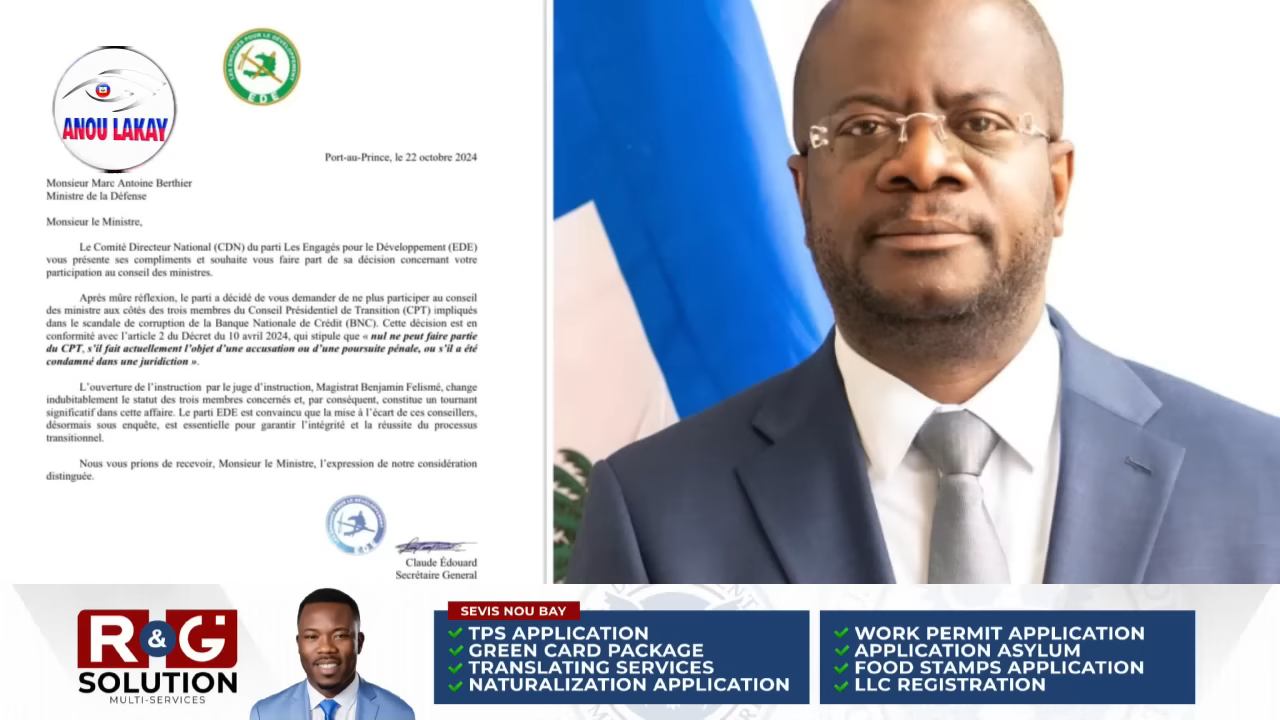 LES ENGAGÉS POUR LE DÉVELOPPEMENT
EDE
ANOU LAKAY
Port-au-Prince, le 22 octobre 2024
Monsieur Marc Antoine Berthier
Ministre de la Défense
Monsieur le Ministre,
Le Comité Directeur National (CDN) du parti Les Engagés pour le Développement (EDE)
vous présente ses compliments et souhaite vous faire part de sa décision concernant votre
participation au conseil des ministres.
Après mûre réflexion, le parti a décidé de vous demander de ne plus participer au conseil
des ministre aux côtés des trois membres du Conseil Présidentiel de Transition (CPT) impliqués
dans le scandale de corruption de la Banque Nationale de Crédit (BNC). Cette décision est en
conformité avec l'article 2 du Décret du 10 avril 2024, qui stipule que « nul ne peut faire partie
du CPT, s'il fait actuellement l'objet d'une accusation ou d'une poursuite pénale, ou s'il a été
condamné dans une juridiction ».
L'ouverture de l'instruction par le juge d'instruction, Magistrat Benjamin Felismé, change
indubitablement le statut des trois membres concernés et, par conséquent, constitue un tournant
significatif dans cette affaire. Le parti EDE est convaincu que la mise à l'écart de ces conseillers,
désormais sous enquête, est essentielle pour garantir l'intégrité et la réussite du processus
transitionnel.
Nous vous prions de recevoir, Monsieur le Ministre, l'expression de notre considération
distinguée.
EDE
Claude Édouard
Secrétaire General
R&G
SOLUTION
MULTI-SERVICES
SEVIS NOU BAY
TPS APPLICATION
GREEN CARD PACKAGE
TRANSLATING SERVICES
NATURALIZATION APPLICATION
WORK PERMIT APPLICATION
APPLICATION ASYLUM
FOOD STAMPS APPLICATION
LLC REGISTRATION